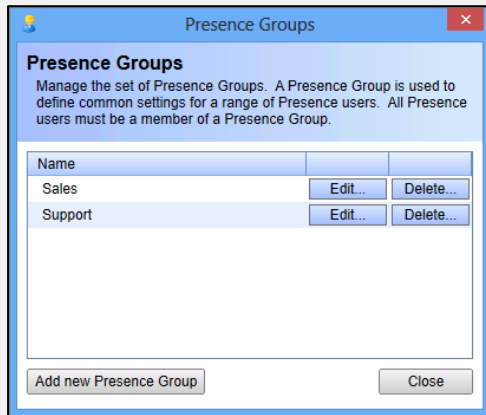 Presence Groups
Presence Groups
Manage the set of Presence Groups. A Presence Group is used to
define common settings for a range of Presence users. All Presence
users must be a member of a Presence Group.
Name
Sales Edit... Delete...
Support Edit... Delete...
Add new Presence Group Close